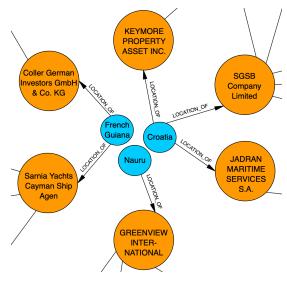 KEYMORE
PROPERTY
ASSET INC.
Coller German
Investors GmbH
& Co. KG
SGSB
Company
Limited
LOCATION_OF
LOCATION_OF
LOCATION_OF
French
Guiana
Croatia
LOCATION_OF
LOCATION_OF
Nauru
Sarnia Yachts
Cayman Ship
Agen
JADRAN
MARITIME
SERVICES
S.A.
LOCATION_OF
GREENVIEW
INTER-
NATIONAL